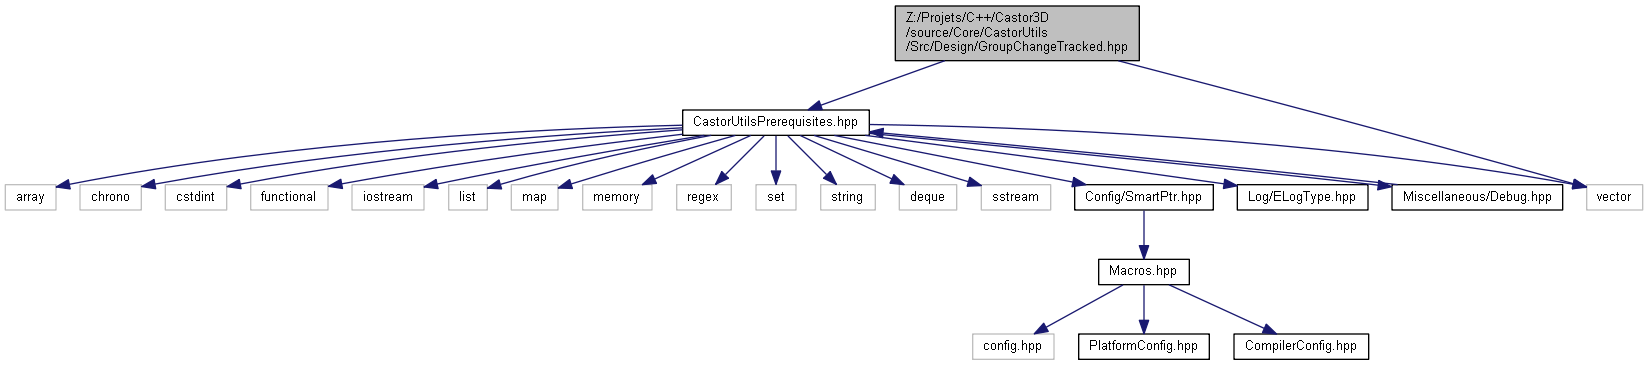 Z:/Projets/C++/Castor3D
/source/Core/CastorUtils
/Src/Design/GroupChangeTracked.hpp
CastorUtilsPrerequisites.hpp
array
chrono
cstdint
functional
iostream
list
map
memory
regex
set
string
deque
sstream
Config/SmartPtr.hpp
Log/ELogType.hpp
Miscellaneous/Debug.hpp
vector
Macros.hpp
config.hpp
PlatformConfig.hpp
CompilerConfig.hpp